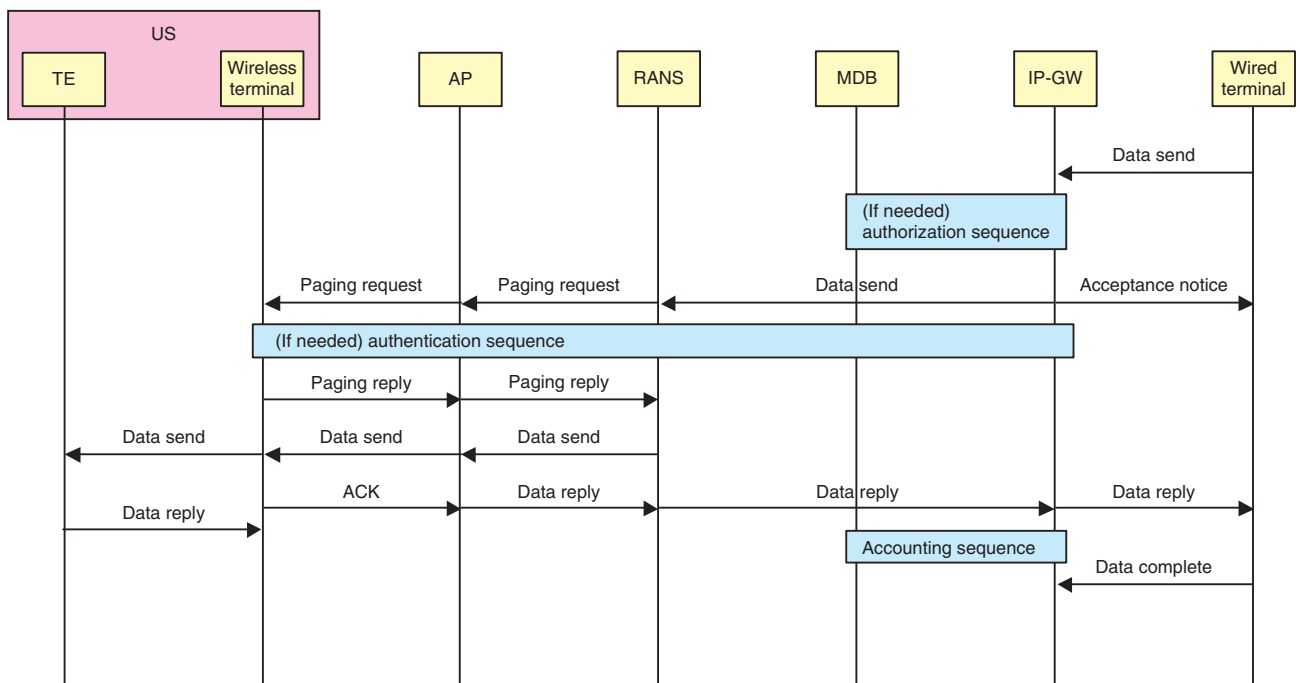 US
TE
Wireless
terminal
AP
RANS
MDB
IP-GW
Wired
terminal
Data send
(If needed)
authorization sequence
Paging request
Paging request
Data send
Acceptance notice
(If needed) authentication sequence
Paging reply
Paging reply
Data send
Data send
Data send
ACK
Data reply
Data reply
Data reply
Data reply
Accounting sequence
Data complete